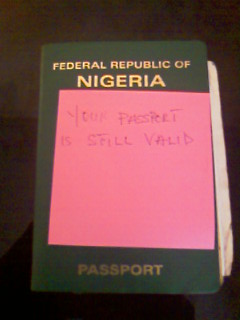 FEDERAL REPUBLIC OF
NIGERIA
YOUR PASSPORT
IS STILL VALID
PASSPORT